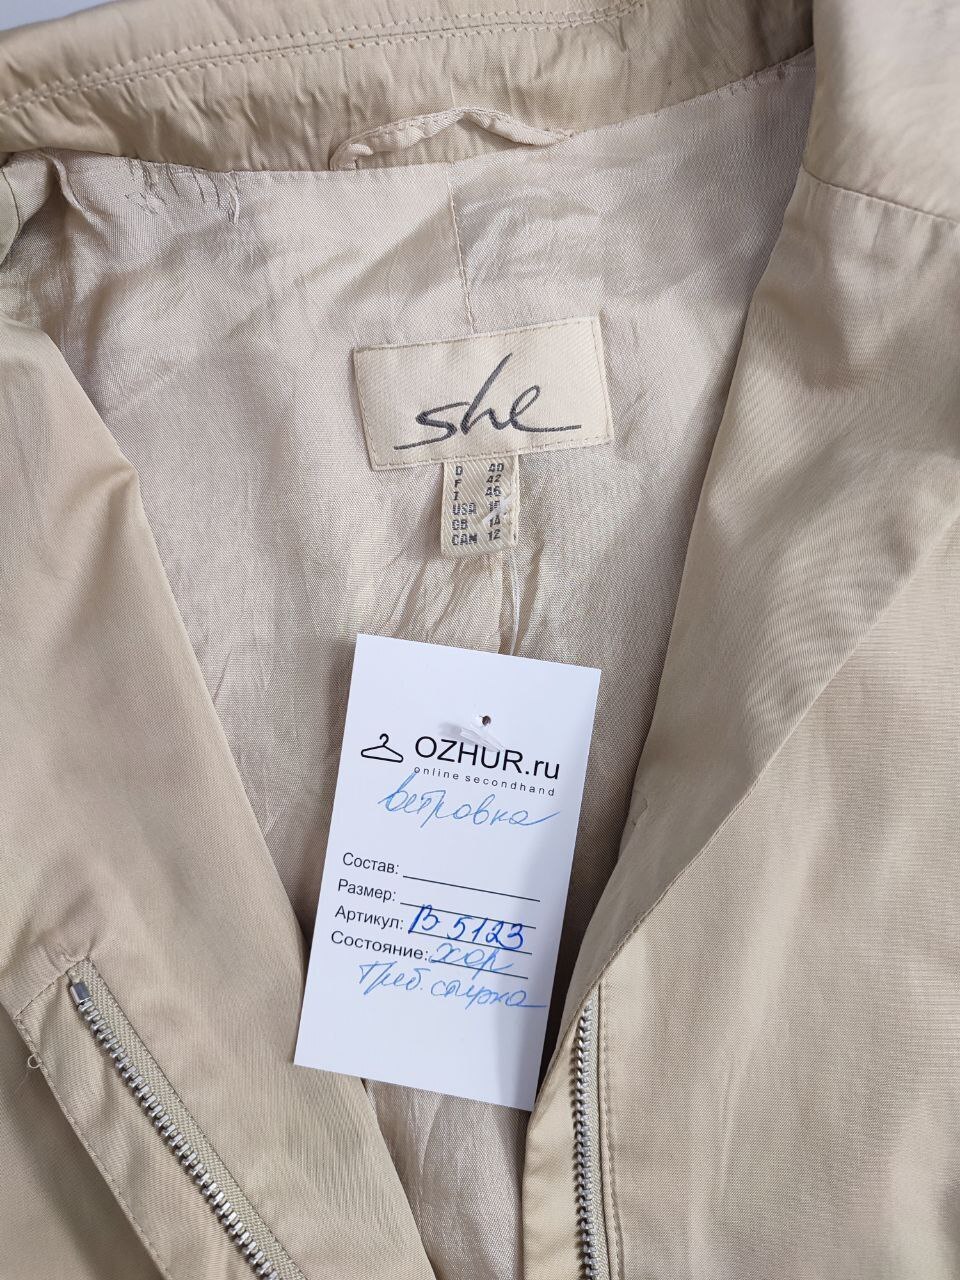 she
D 40
F 42
I 46
USA
GB 14
CAN 12
OZHUR.ru
online secondhand
ветровка
Состав:
Размер:
Артикул: В 5123
Состояние: хор
Треб. стирка